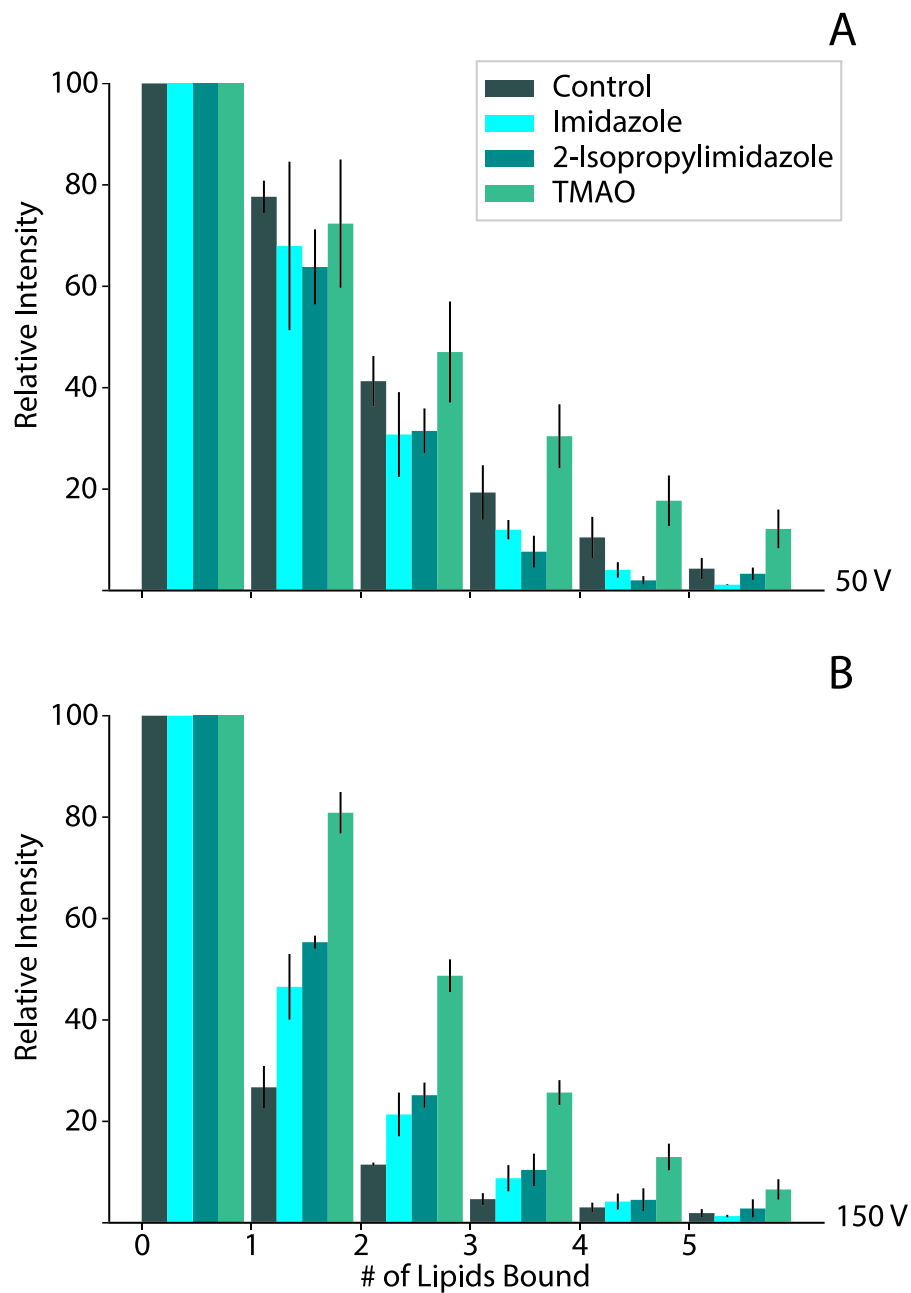 A
Control
Imidazole
2-Isopropylimidazole
TMAO
100
80
60
40
20
Relative Intensity
50 V
B
100
80
60
40
20
Relative Intensity
150 V
0 1 2 3 4 5
# of Lipids Bound